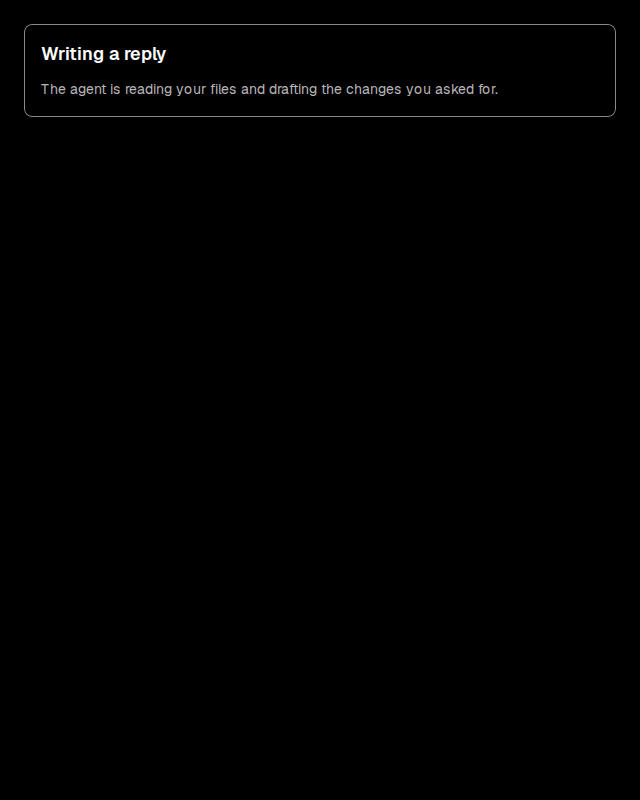 Writing a reply
The agent is reading your files and drafting the changes you asked for.